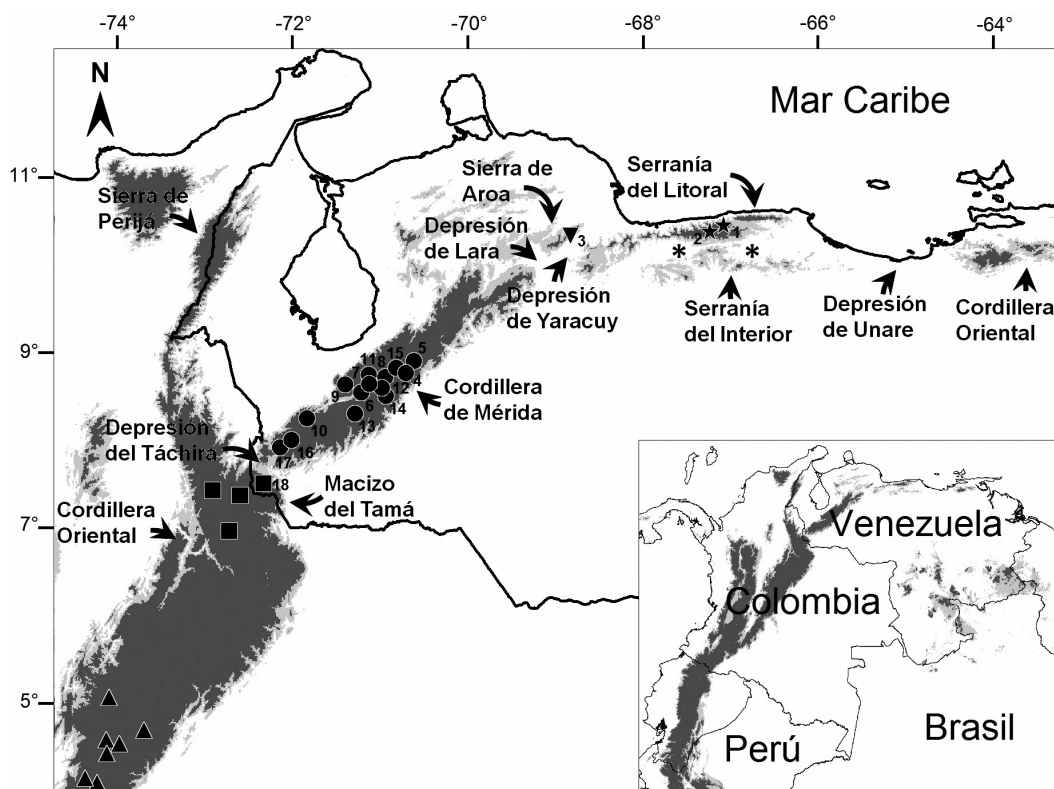 -74°
-72°
-70°
-68°
-66°
-64°
N
Mar Caribe
11°
Sierra de
Perijá
Sierra de
Aroa
Serranía
del Litoral
Depresión
de Lara
3
2
1
*
*
Depresión
de Yaracuy
Serranía
del Interior
Depresión
de Unare
Cordillera
Oriental
9°
11
8
15
5
7
4
9
12
6
14
13
10
Cordillera
de Mérida
Depresión
del Táchira
16
17
18
Macizo
del Tamá
Cordillera
Oriental
7°
5°
Venezuela
Colombia
Brasil
Perú